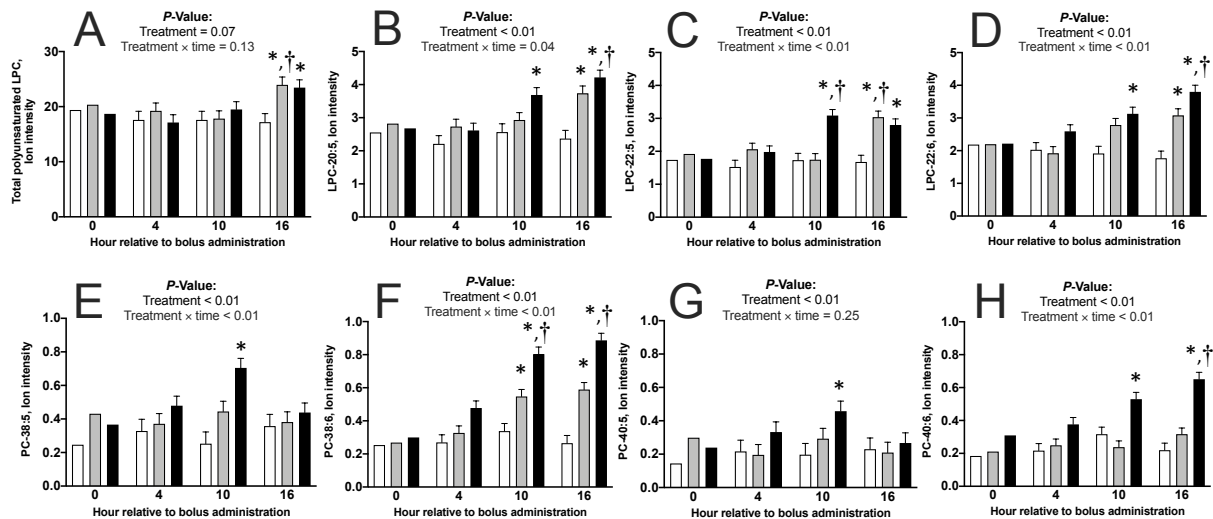 A
P-Value:
Treatment = 0.07
Treatment × time = 0.13
Total polyunsaturated LPC,
Ion intensity
30
20
10
0
*,† *
0 4 10 16
Hour relative to bolus administration
B
P-Value:
Treatment < 0.01
Treatment × time = 0.04
LPC-20:5, Ion intensity
5
4
3
2
1
0
* * *,†
0 4 10 16
Hour relative to bolus administration
C
P-Value:
Treatment < 0.01
Treatment × time < 0.01
LPC-22:5, Ion intensity
5
4
3
2
1
0
*,† *,† *
0 4 10 16
Hour relative to bolus administration
D
P-Value:
Treatment < 0.01
Treatment × time < 0.01
LPC-22:6, Ion intensity
5
4
3
2
1
0
* * *,†
0 4 10 16
Hour relative to bolus administration
E
P-Value:
Treatment < 0.01
Treatment × time < 0.01
PC-38:5, Ion intensity
1.0
0.8
0.6
0.4
0.2
0.0
*
0 4 10 16
Hour relative to bolus administration
F
P-Value:
Treatment < 0.01
Treatment × time < 0.01
PC-38:6, Ion intensity
1.0
0.8
0.6
0.4
0.2
0.0
* *,† * *,†
0 4 10 16
Hour relative to bolus administration
G
P-Value:
Treatment < 0.01
Treatment × time = 0.25
PC-40:5, Ion intensity
1.0
0.8
0.6
0.4
0.2
0.0
*
0 4 10 16
Hour relative to bolus administration
H
P-Value:
Treatment < 0.01
Treatment × time < 0.01
PC-40:6, Ion intensity
1.0
0.8
0.6
0.4
0.2
0.0
* *,†
0 4 10 16
Hour relative to bolus administration